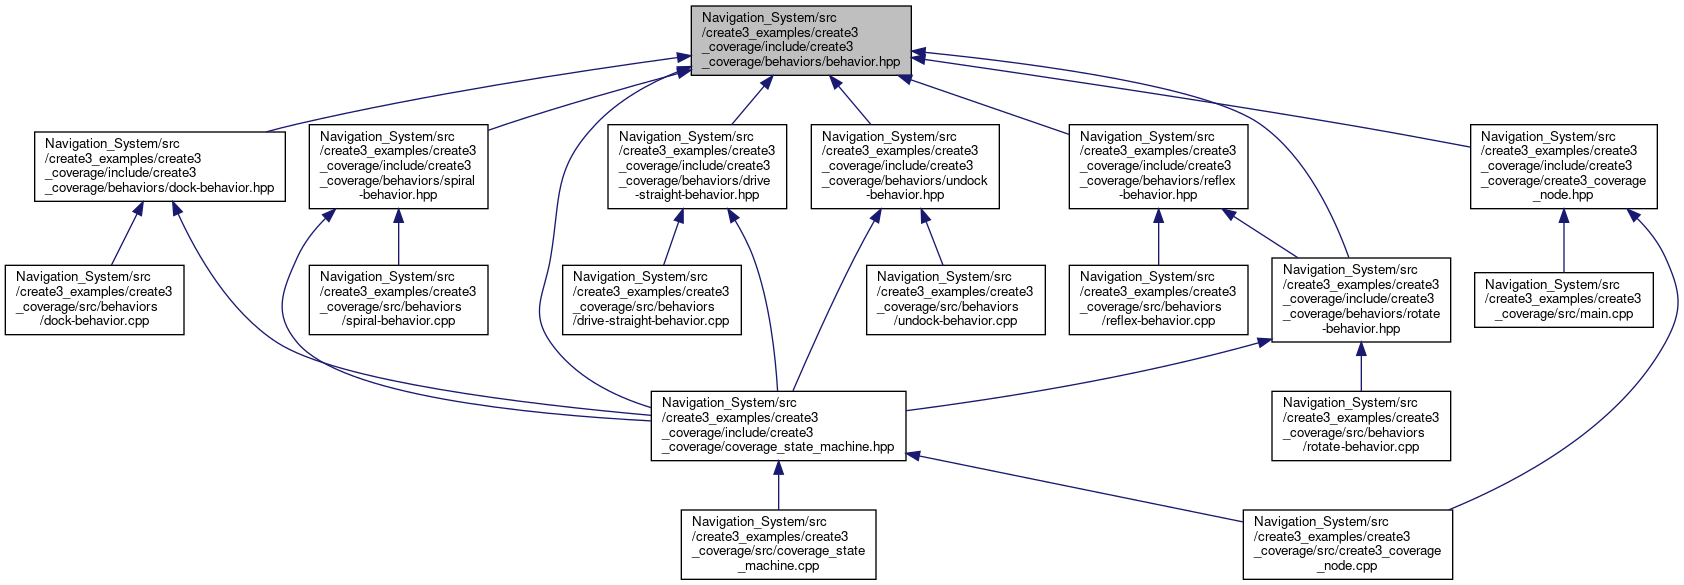 Navigation_System/src
/create3_examples/create3
_coverage/include/create3
_coverage/behaviors/behavior.hpp
Navigation_System/src
/create3_examples/create3
_coverage/include/create3
_coverage/behaviors/dock-behavior.hpp
Navigation_System/src
/create3_examples/create3
_coverage/include/create3
_coverage/behaviors/spiral
-behavior.hpp
Navigation_System/src
/create3_examples/create3
_coverage/include/create3
_coverage/behaviors/drive
-straight-behavior.hpp
Navigation_System/src
/create3_examples/create3
_coverage/include/create3
_coverage/behaviors/undock
-behavior.hpp
Navigation_System/src
/create3_examples/create3
_coverage/include/create3
_coverage/behaviors/reflex
-behavior.hpp
Navigation_System/src
/create3_examples/create3
_coverage/include/create3
_coverage/create3_coverage
_node.hpp
Navigation_System/src
/create3_examples/create3
_coverage/src/behaviors
/dock-behavior.cpp
Navigation_System/src
/create3_examples/create3
_coverage/src/behaviors
/spiral-behavior.cpp
Navigation_System/src
/create3_examples/create3
_coverage/src/behaviors
/drive-straight-behavior.cpp
Navigation_System/src
/create3_examples/create3
_coverage/src/behaviors
/undock-behavior.cpp
Navigation_System/src
/create3_examples/create3
_coverage/src/behaviors
/reflex-behavior.cpp
Navigation_System/src
/create3_examples/create3
_coverage/include/create3
_coverage/behaviors/rotate
-behavior.hpp
Navigation_System/src
/create3_examples/create3
_coverage/src/main.cpp
Navigation_System/src
/create3_examples/create3
_coverage/include/create3
_coverage/coverage_state_machine.hpp
Navigation_System/src
/create3_examples/create3
_coverage/src/behaviors
/rotate-behavior.cpp
Navigation_System/src
/create3_examples/create3
_coverage/src/coverage_state
_machine.cpp
Navigation_System/src
/create3_examples/create3
_coverage/src/create3_coverage
_node.cpp